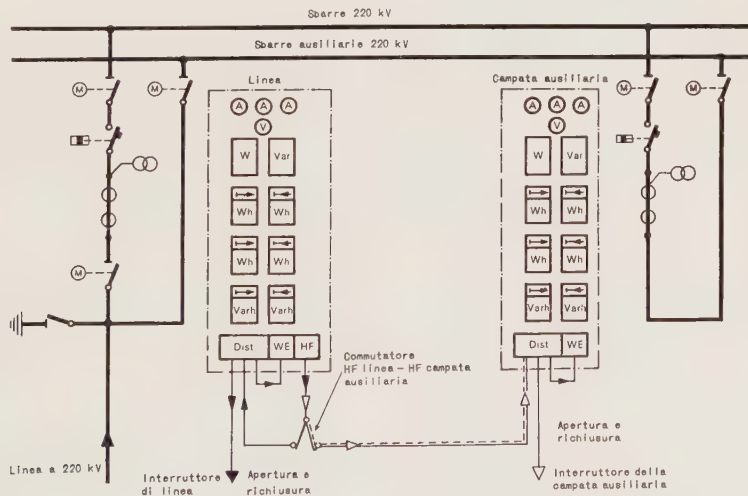 Sbarre 220 kV
Sbarre ausiliarie 220 kV
Linea
Campata ausiliaria
M
M
A A A
V
W Var
Wh Wh
Wh Wh
Varh Varh
Dist WE HF
M
A A A
V
W Var
Wh Wh
Wh Wh
Varh Varh
Dist WE
M
M
Commutatore
HF linea - HF campata
ausiliaria
Linea a 220 kV
Interruttore
di linea
Apertura e
richiusura
Apertura e
richiusura
Interruttore della
campata ausiliaria